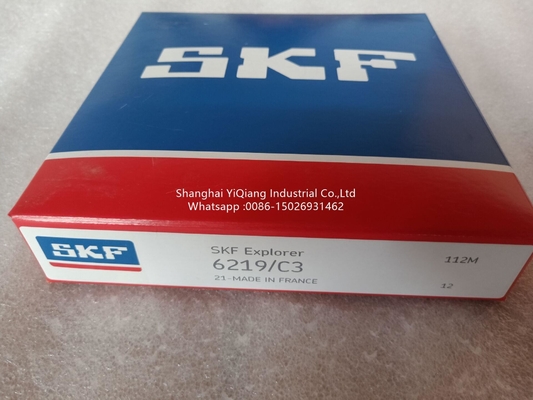 SKF
Shanghai YiQiang Industrial Co.,Ltd
Whatsapp :0086-15026931462
SKF
SKF Explorer
6219/C3
21-MADE IN FRANCE
112M
12